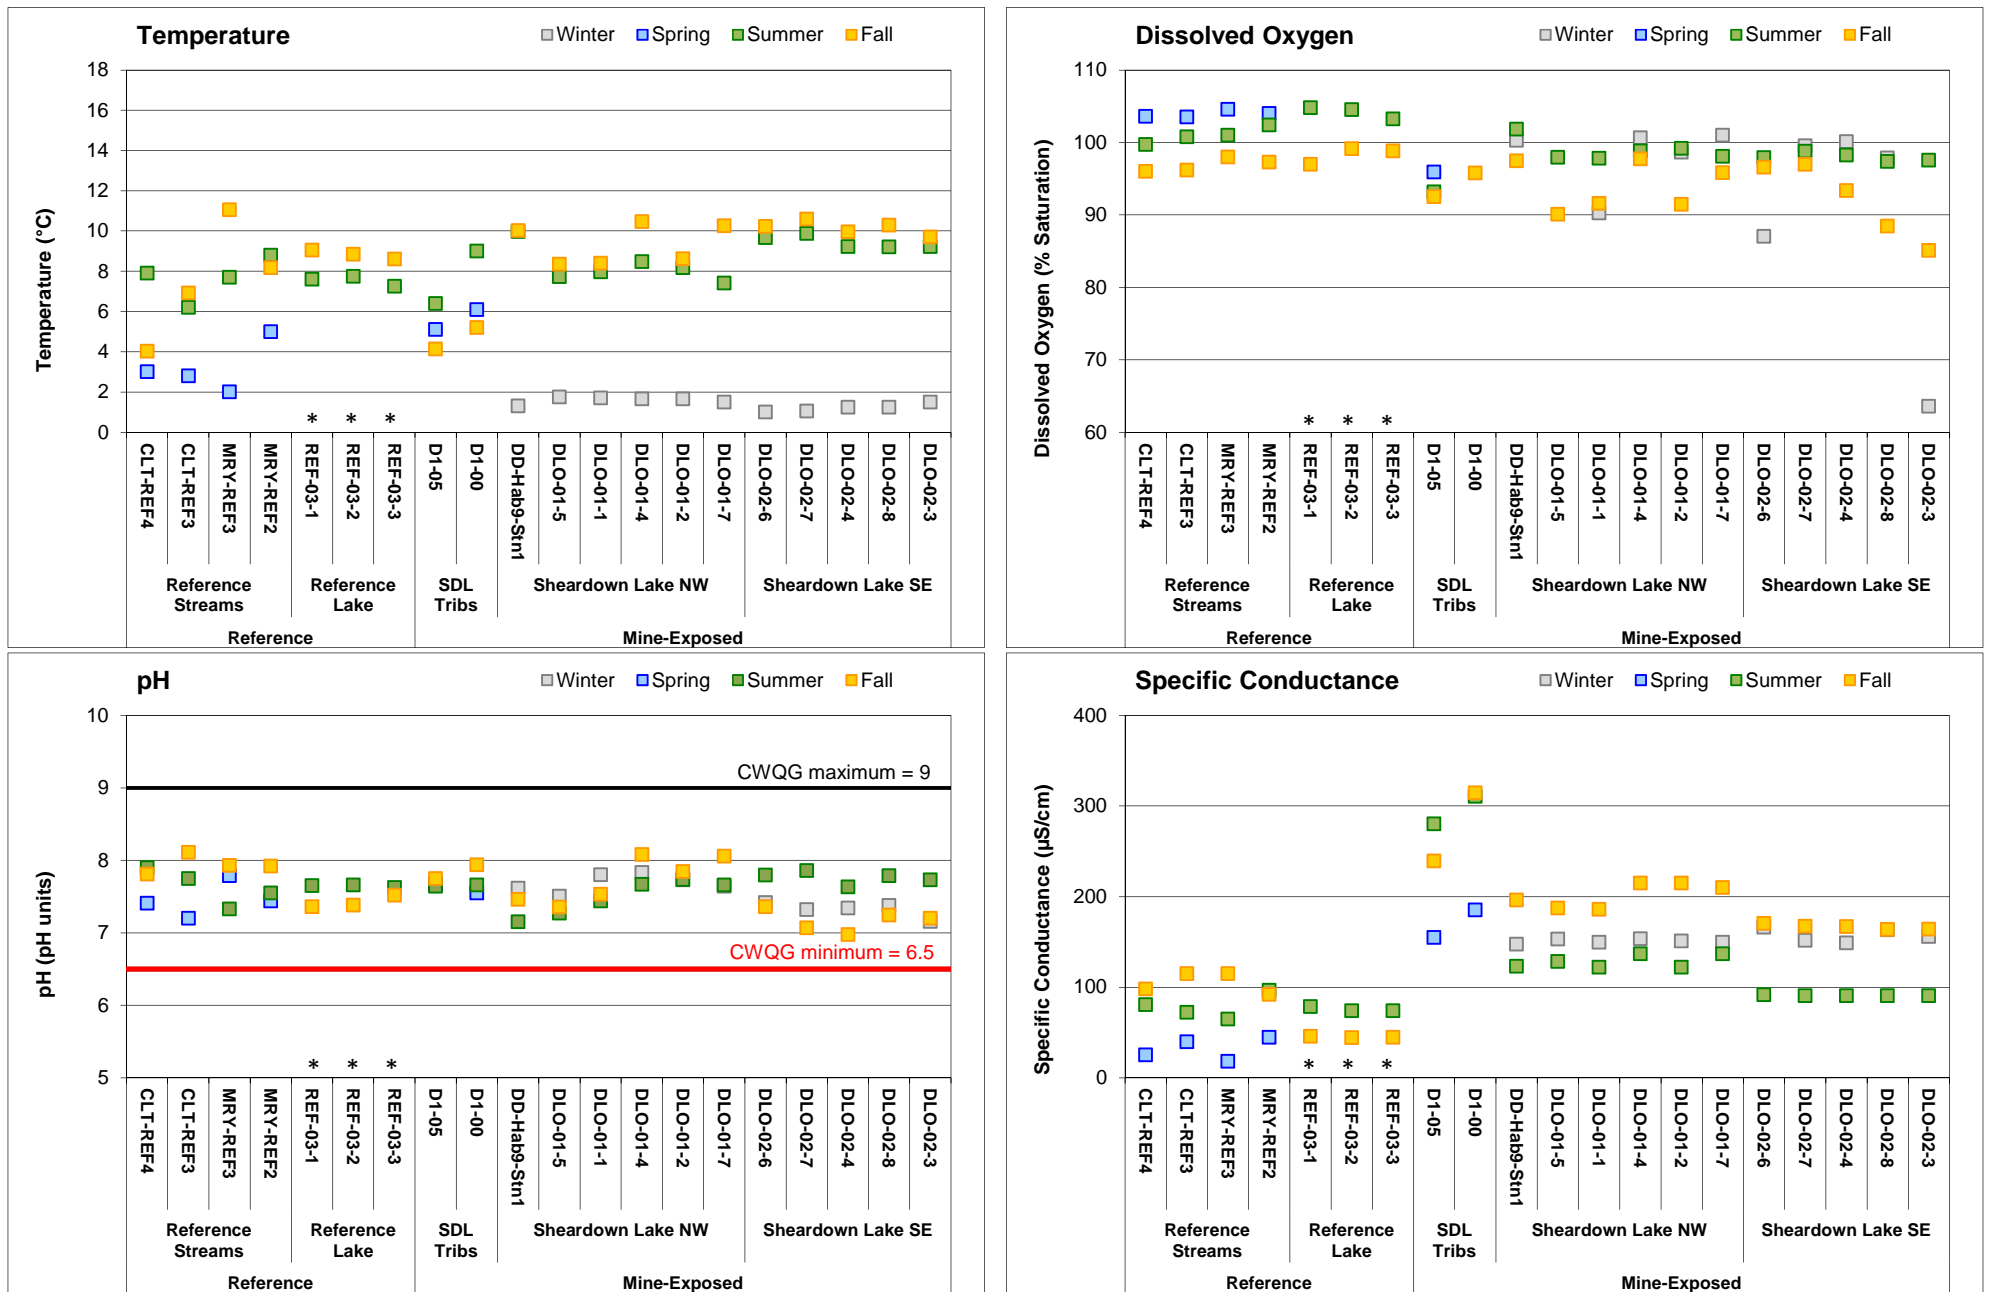 Temperature
Winter Spring Summer Fall
Temperature (°C)
18
16
14
12
10
8
6
4
2
0
* * *
CLT-REF4 CLT-REF3 MRY-REF3 MRY-REF2 REF-03-1 REF-03-2 REF-03-3 D1-05 D1-00 DD-Hab9-Stn1 DLO-01-5 DLO-01-1 DLO-01-4 DLO-01-2 DLO-01-7 DLO-02-6 DLO-02-7 DLO-02-4 DLO-02-8 DLO-02-3
Reference Reference SDL Sheardown Lake NW Sheardown Lake SE
Streams Lake Tribs
Reference Mine-Exposed
Dissolved Oxygen
Winter Spring Summer Fall
Dissolved Oxygen (% Saturation)
110
100
90
80
70
60
* * *
CLT-REF4 CLT-REF3 MRY-REF3 MRY-REF2 REF-03-1 REF-03-2 REF-03-3 D1-05 D1-00 DD-Hab9-Stn1 DLO-01-5 DLO-01-1 DLO-01-4 DLO-01-2 DLO-01-7 DLO-02-6 DLO-02-7 DLO-02-4 DLO-02-8 DLO-02-3
Reference Reference SDL Sheardown Lake NW Sheardown Lake SE
Streams Lake Tribs
Reference Mine-Exposed
pH
Winter Spring Summer Fall
pH (pH units)
10
9
8
7
6
5
CWQG maximum = 9
CWQG minimum = 6.5
* * *
CLT-REF4 CLT-REF3 MRY-REF3 MRY-REF2 REF-03-1 REF-03-2 REF-03-3 D1-05 D1-00 DD-Hab9-Stn1 DLO-01-5 DLO-01-1 DLO-01-4 DLO-01-2 DLO-01-7 DLO-02-6 DLO-02-7 DLO-02-4 DLO-02-8 DLO-02-3
Reference Reference SDL Sheardown Lake NW Sheardown Lake SE
Streams Lake Tribs
Reference Mine-Exposed
Specific Conductance
Winter Spring Summer Fall
Specific Conductance (µS/cm)
400
300
200
100
0
* * *
CLT-REF4 CLT-REF3 MRY-REF3 MRY-REF2 REF-03-1 REF-03-2 REF-03-3 D1-05 D1-00 DD-Hab9-Stn1 DLO-01-5 DLO-01-1 DLO-01-4 DLO-01-2 DLO-01-7 DLO-02-6 DLO-02-7 DLO-02-4 DLO-02-8 DLO-02-3
Reference Reference SDL Sheardown Lake NW Sheardown Lake SE
Streams Lake Tribs
Reference Mine-Exposed